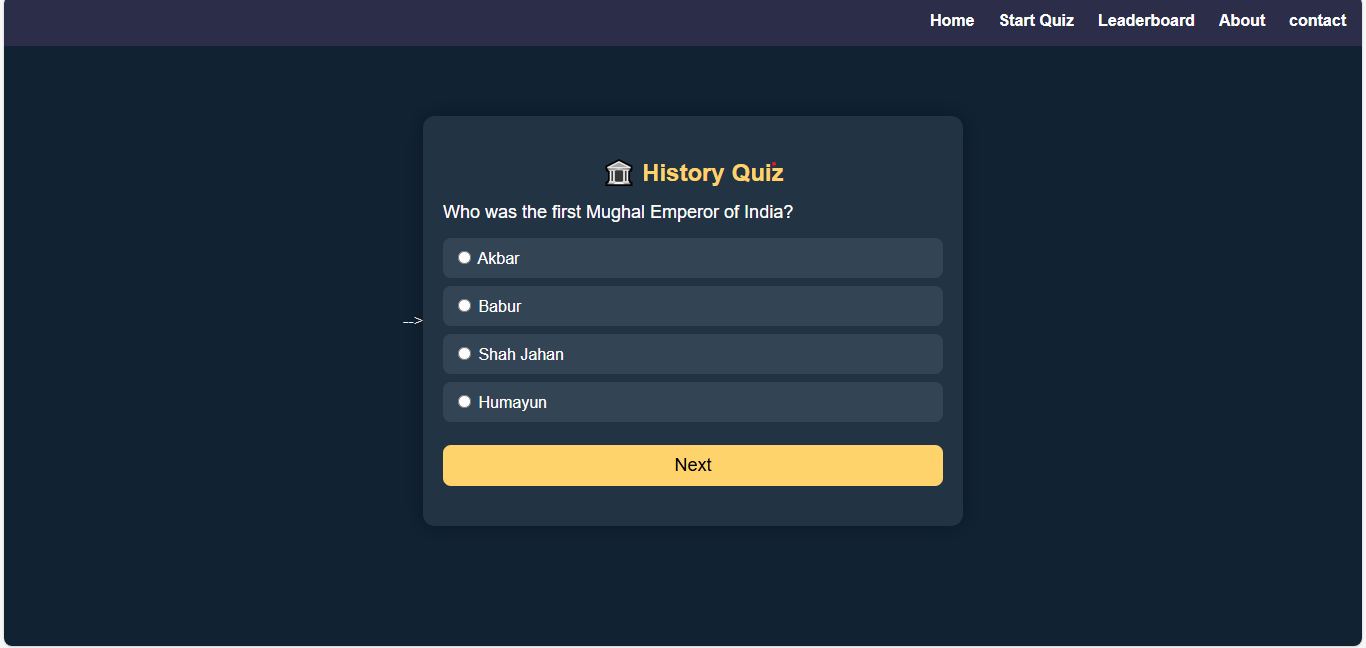 Home Start Quiz Leaderboard About contact
History Quiz
Who was the first Mughal Emperor of India?
Akbar
Babur
-->
Shah Jahan
Humayun
Next